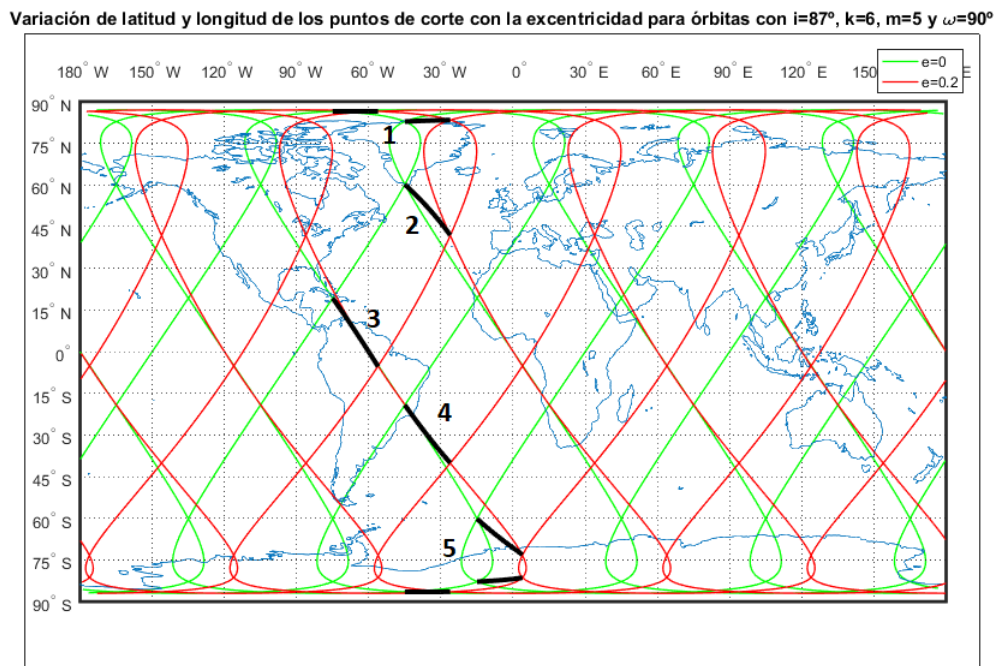 Variación de latitud y longitud de los puntos de corte con la excentricidad para órbitas con i=87º, k=6, m=5 y ω=90º
180° W 150° W 120° W 90° W 60° W 30° W 0° 30° E 60° E 90° E 120° E 150 E
e=0
e=0.2
90° N
75° N
60° N
45° N
30° N
15° N
0°
15° S
30° S
45° S
60° S
75° S
90° S
1
2
3
4
5